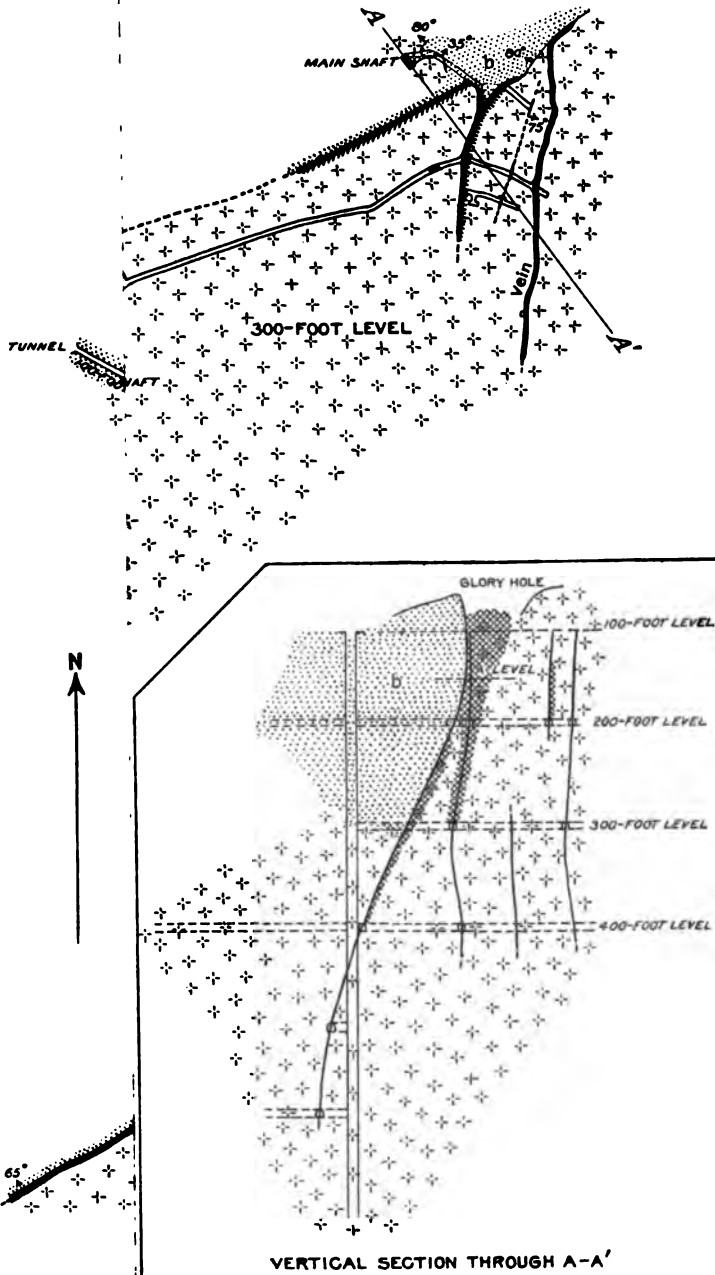 A
80°
35°
MAIN SHAFT
b
80°
75°
Vein
300-FOOT LEVEL
A'
TUNNEL
SHAFT
N
GLORY HOLE
100-FOOT LEVEL
LEVEL
b
200-FOOT LEVEL
300-FOOT LEVEL
400-FOOT LEVEL
65°
VERTICAL SECTION THROUGH A-A'